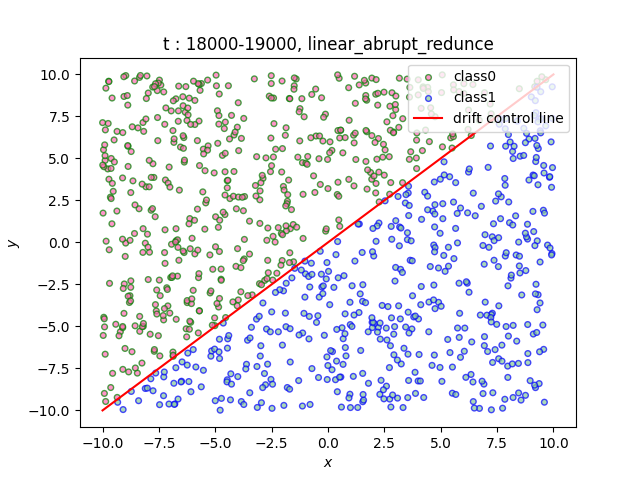 t : 18000-19000, linear_abrupt_redunce
class0
class1
drift control line
10.0
7.5
5.0
2.5
0.0
−2.5
−5.0
−7.5
−10.0
y
−10.0 −7.5 −5.0 −2.5 0.0 2.5 5.0 7.5 10.0
x